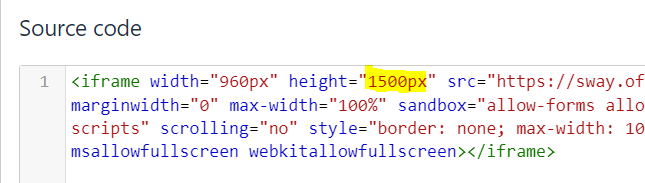 Source code
1 <iframe width="960px" height="1500px" src="https://sway.of
marginwidth="0" max-width="100%" sandbox="allow-forms allo
scripts" scrolling="no" style="border: none; max-width: 10
msallowfullscreen webkitallowfullscreen></iframe>